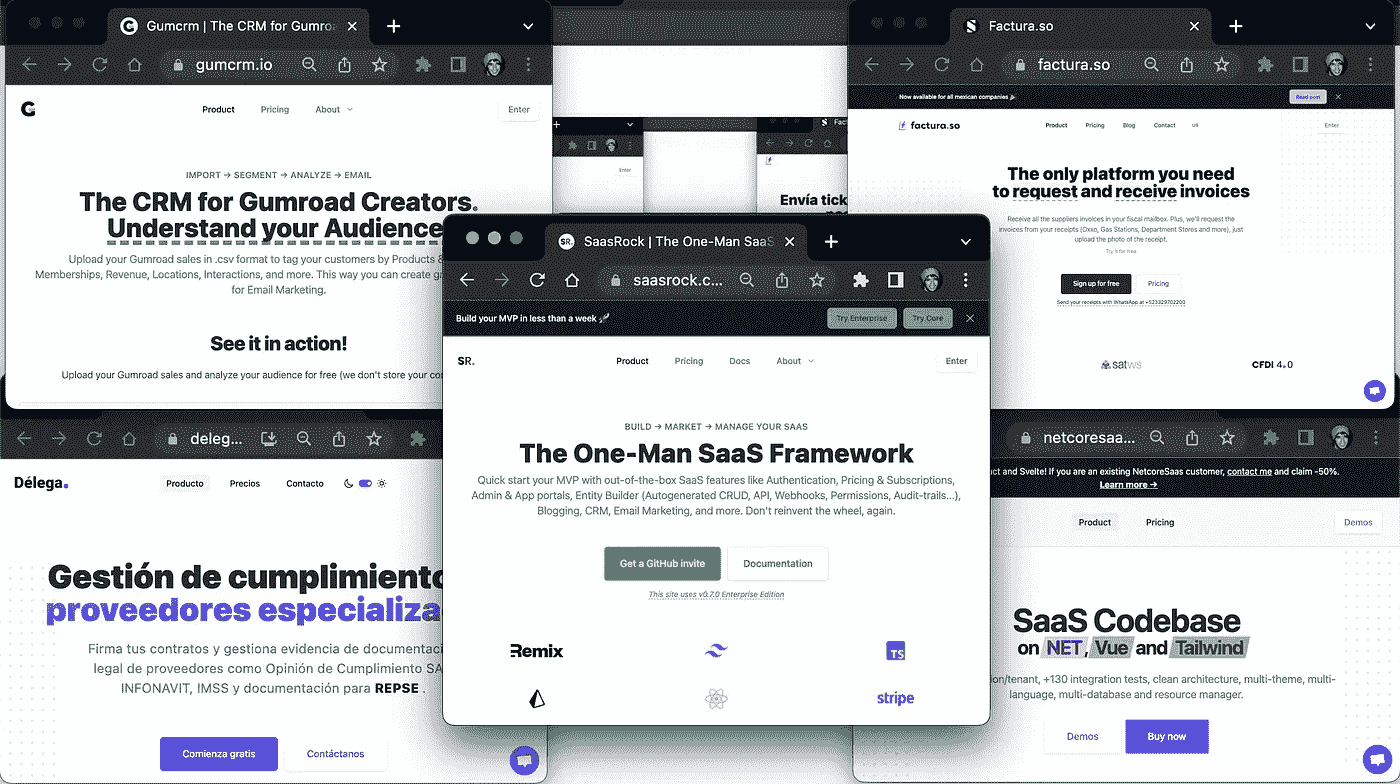 Gumcrm | The CRM for Gumroa
gumcrm.io
Product Pricing About Enter
IMPORT → SEGMENT → ANALYZE → EMAIL
The CRM for Gumroad Creators.
Understand your Audience
Upload your Gumroad sales in .csv format to tag your customers by Products &
Memberships, Revenue, Locations, Interactions, and more. This way you can create
for Email Marketing.
See it in action!
Upload your Gumroad sales and analyze your audience for free (we don't store your
Enter
Envía tick
Factura.so
factura.so
Now available for all mexican companies
Read post
factura.so
Product Pricing Blog Contact us Enter
The only platform you need
to request and receive invoices
Receive all the suppliers invoices in your fiscal mailbox. Plus, we'll request the
invoices from your receipts (Oxxo, Gas Stations, Department Stores and more), just
upload the photo of the receipt.
Try it for free
Sign up for free Pricing
Send your receipts with WhatsApp at +523329702200
satws CFDI 4.0
SaasRock | The One-Man SaaS
saasrock.c...
Build your MVP in less than a week 🚀 Try Enterprise Try Core
SR. Product Pricing Docs About Enter
BUILD → MARKET → MANAGE YOUR SAAS
The One-Man SaaS Framework
Quick start your MVP with out-of-the-box SaaS features like Authentication, Pricing & Subscriptions,
Admin & App portals, Entity Builder (Autogenerated CRUD, API, Webhooks, Permissions, Audit-trails...),
Blogging, CRM, Email Marketing, and more. Don't reinvent the wheel, again.
Get a GitHub invite Documentation
This site uses v0.7.0 Enterprise Edition
Remix TS
stripe
deleg...
Délega. Producto Precios Contacto
Gestión de cumplimiento
proveedores especializa
Firma tus contratos y gestiona evidencia de documentaci
legal de proveedores como Opinión de Cumplimiento SA
INFONAVIT, IMSS y documentación para REPSE .
Comienza gratis Contáctanos
netcoresaa...
ct and Svelte! If you are an existing NetcoreSaas customer, contact me and claim -50%.
Learn more →
Product Pricing Demos
SaaS Codebase
on .NET, Vue and Tailwind
ion/tenant, +130 integration tests, clean architecture, multi-theme, multi-
language, multi-database and resource manager.
Demos Buy now